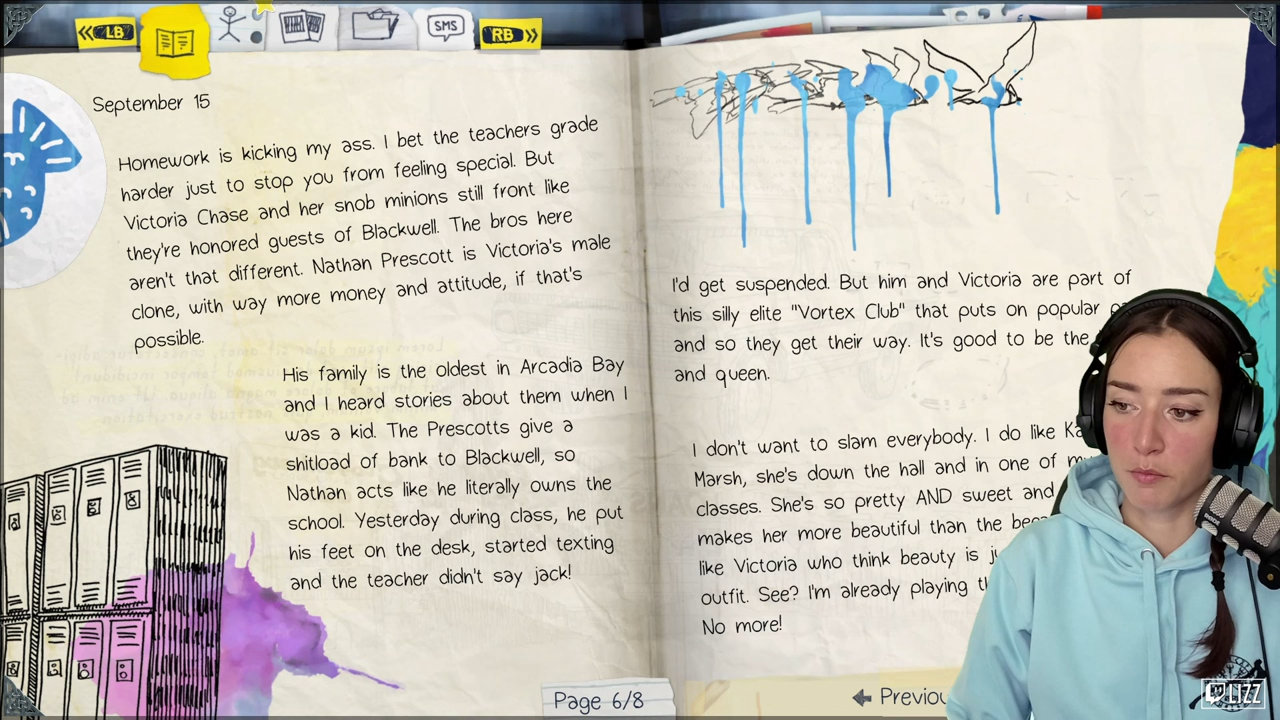 LB
SMS
RB
September 15
Homework is kicking my ass. I bet the teachers grade
harder just to stop you from feeling special. But
Victoria Chase and her snob minions still front like
they're honored guests of Blackwell. The bros here
aren't that different. Nathan Prescott is Victoria's male
clone, with way more money and attitude, if that's
possible.
His family is the oldest in Arcadia Bay
and I heard stories about them when I
was a kid. The Prescotts give a
shitload of bank to Blackwell, so
Nathan acts like he literally owns the
school. Yesterday during class, he put
his feet on the desk, started texting
and the teacher didn't say jack!
I'd get suspended. But him and Victoria are part of
this silly elite "Vortex Club" that puts on popular
and so they get their way. It's good to be the
and queen.
I don't want to slam everybody. I do like
Marsh, she's down the hall and in one of
classes. She's so pretty AND sweet and
makes her more beautiful than the
like Victoria who think beauty is
outfit. See? I'm already playing
No more!
Page 6/8
LIZZ